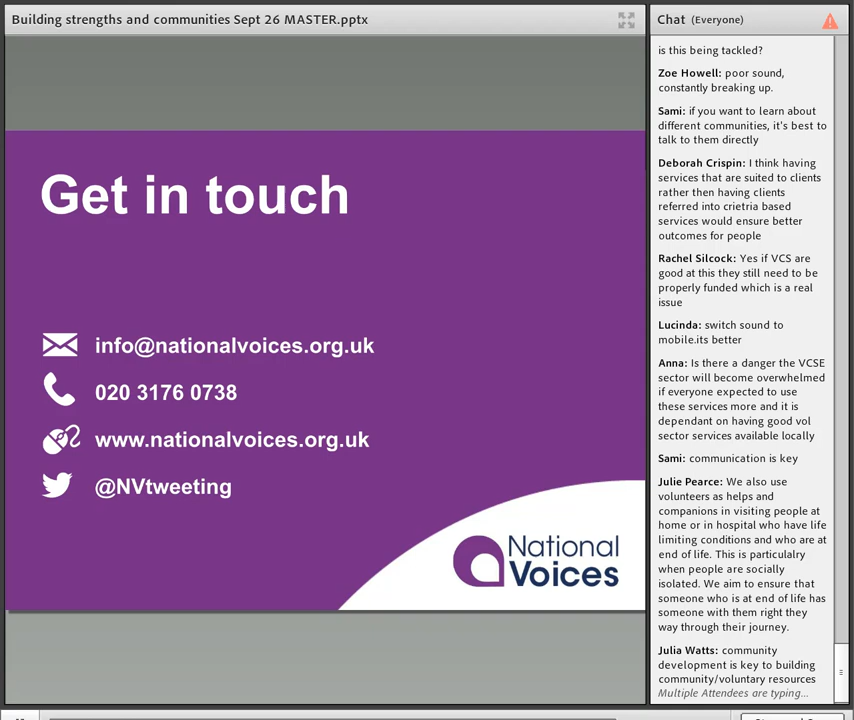 Building strengths and communities Sept 26 MASTER.pptx
Get in touch
info@nationalvoices.org.uk
020 3176 0738
www.nationalvoices.org.uk
@NVtweeting
National
Voices
Chat (Everyone)
is this being tackled?
Zoe Howell: poor sound,
constantly breaking up.
Sami: if you want to learn about
different communities, it's best to
talk to them directly
Deborah Crispin: I think having
services that are suited to clients
rather then having clients
referred into crietria based
services would ensure better
outcomes for people
Rachel Silcock: Yes if VCS are
good at this they still need to be
properly funded which is a real
issue
Lucinda: switch sound to
mobile.its better
Anna: Is there a danger the VCSE
sector will become overwhelmed
if everyone expected to use
these services more and it is
dependant on having good vol
sector services available locally
Sami: communication is key
Julie Pearce: We also use
volunteers as helps and
companions in visiting people at
home or in hospital who have life
limiting conditions and who are at
end of life. This is particulalry
when people are socially
isolated. We aim to ensure that
someone who is at end of life has
someone with them right they
way through their journey.
Julia Watts: community
development is key to building
community/voluntary resources
Multiple Attendees are typing...